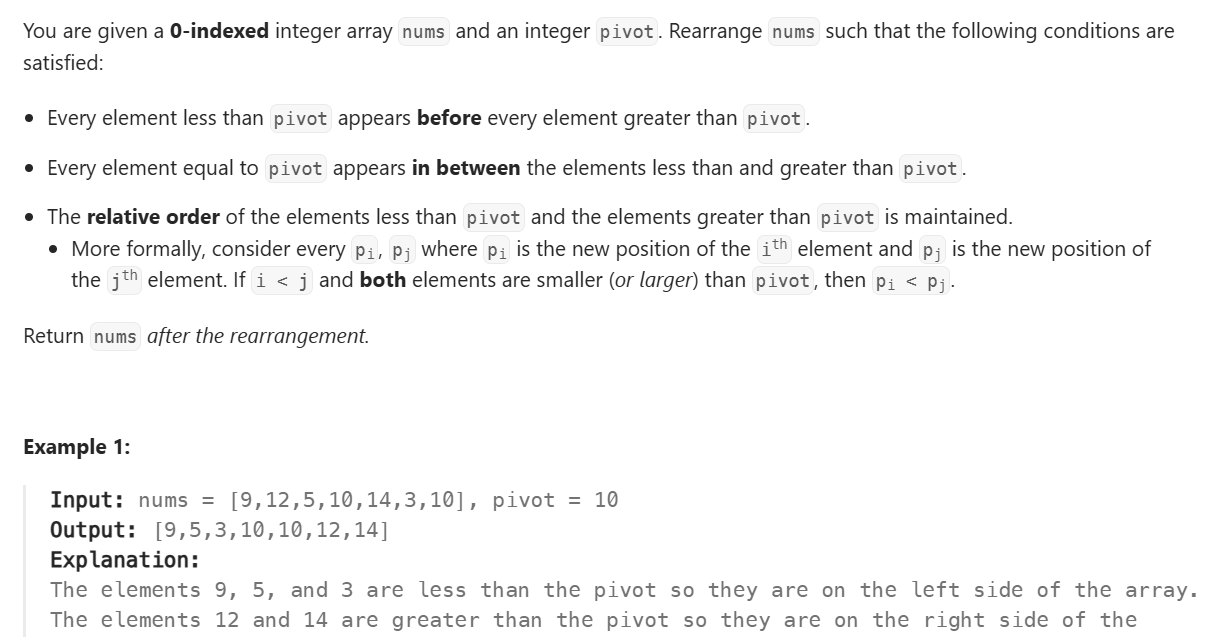 You are given a 0-indexed integer array nums and an integer pivot. Rearrange nums such that the following conditions are
satisfied:
• Every element less than pivot appears before every element greater than pivot.
• Every element equal to pivot appears in between the elements less than and greater than pivot.
• The relative order of the elements less than pivot and the elements greater than pivot is maintained.
• More formally, consider every pᵢ, pⱼ where pᵢ is the new position of the iᵗʰ element and pⱼ is the new position of
the jᵗʰ element. If i < j and both elements are smaller (or larger) than pivot, then pᵢ < pⱼ.
Return nums after the rearrangement.
Example 1:
Input: nums = [9,12,5,10,14,3,10], pivot = 10
Output: [9,5,3,10,10,12,14]
Explanation:
The elements 9, 5, and 3 are less than the pivot so they are on the left side of the array.
The elements 12 and 14 are greater than the pivot so they are on the right side of the